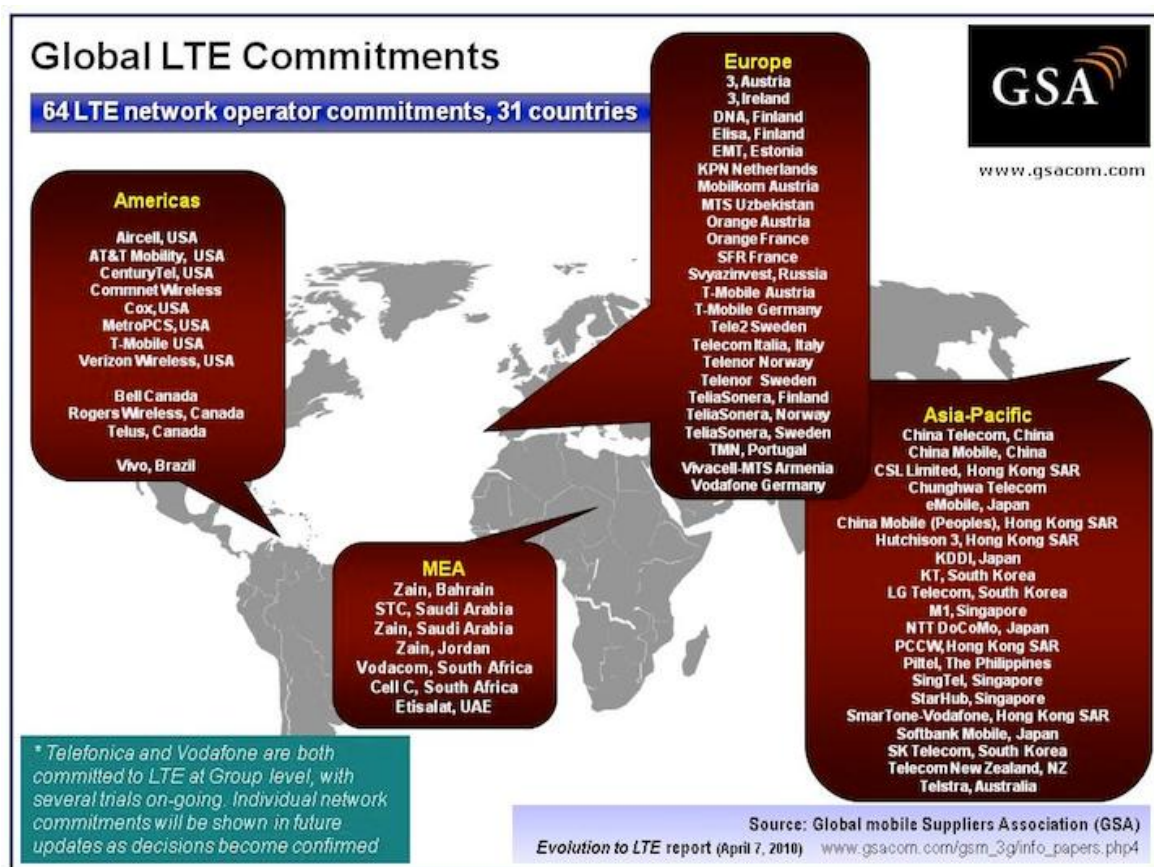 Global LTE Commitments
64 LTE network operator commitments, 31 countries
GSA
www.gsacom.com
Americas
Aircell, USA
AT&T Mobility, USA
CenturyTel, USA
Commnet Wireless
Cox, USA
MetroPCS, USA
T-Mobile USA
Verizon Wireless, USA
Bell Canada
Rogers Wireless, Canada
Telus, Canada
Vivo, Brazil
Europe
3, Austria
3, Ireland
DNA, Finland
Elisa, Finland
EMT, Estonia
KPN Netherlands
Mobilkom Austria
MTS Uzbekistan
Orange Austria
Orange France
SFR France
Svyazinvest, Russia
T-Mobile Austria
T-Mobile Germany
Tele2 Sweden
Telecom Italia, Italy
Telenor Norway
Telenor Sweden
TeliaSonera, Finland
TeliaSonera, Norway
TeliaSonera, Sweden
TMN, Portugal
Vivacell-MTS Armenia
Vodafone Germany
MEA
Zain, Bahrain
STC, Saudi Arabia
Zain, Saudi Arabia
Zain, Jordan
Vodacom, South Africa
Cell C, South Africa
Etisalat, UAE
Asia-Pacific
China Telecom, China
China Mobile, China
CSL Limited, Hong Kong SAR
Chunghwa Telecom
eMobile, Japan
China Mobile (Peoples), Hong Kong SAR
Hutchison 3, Hong Kong SAR
KDDI, Japan
KT, South Korea
LG Telecom, South Korea
M1, Singapore
NTT DoCoMo, Japan
PCCW, Hong Kong SAR
Piltel, The Philippines
SingTel, Singapore
StarHub, Singapore
SmarTone-Vodafone, Hong Kong SAR
Softbank Mobile, Japan
SK Telecom, South Korea
Telecom New Zealand, NZ
Telstra, Australia
* Telefonica and Vodafone are both
committed to LTE at Group level, with
several trials on-going. Individual network
commitments will be shown in future
updates as decisions become confirmed
Source: Global mobile Suppliers Association (GSA)
Evolution to LTE report (April 7, 2010) www.gsacom.com/gsm_3g/info_papers.php4